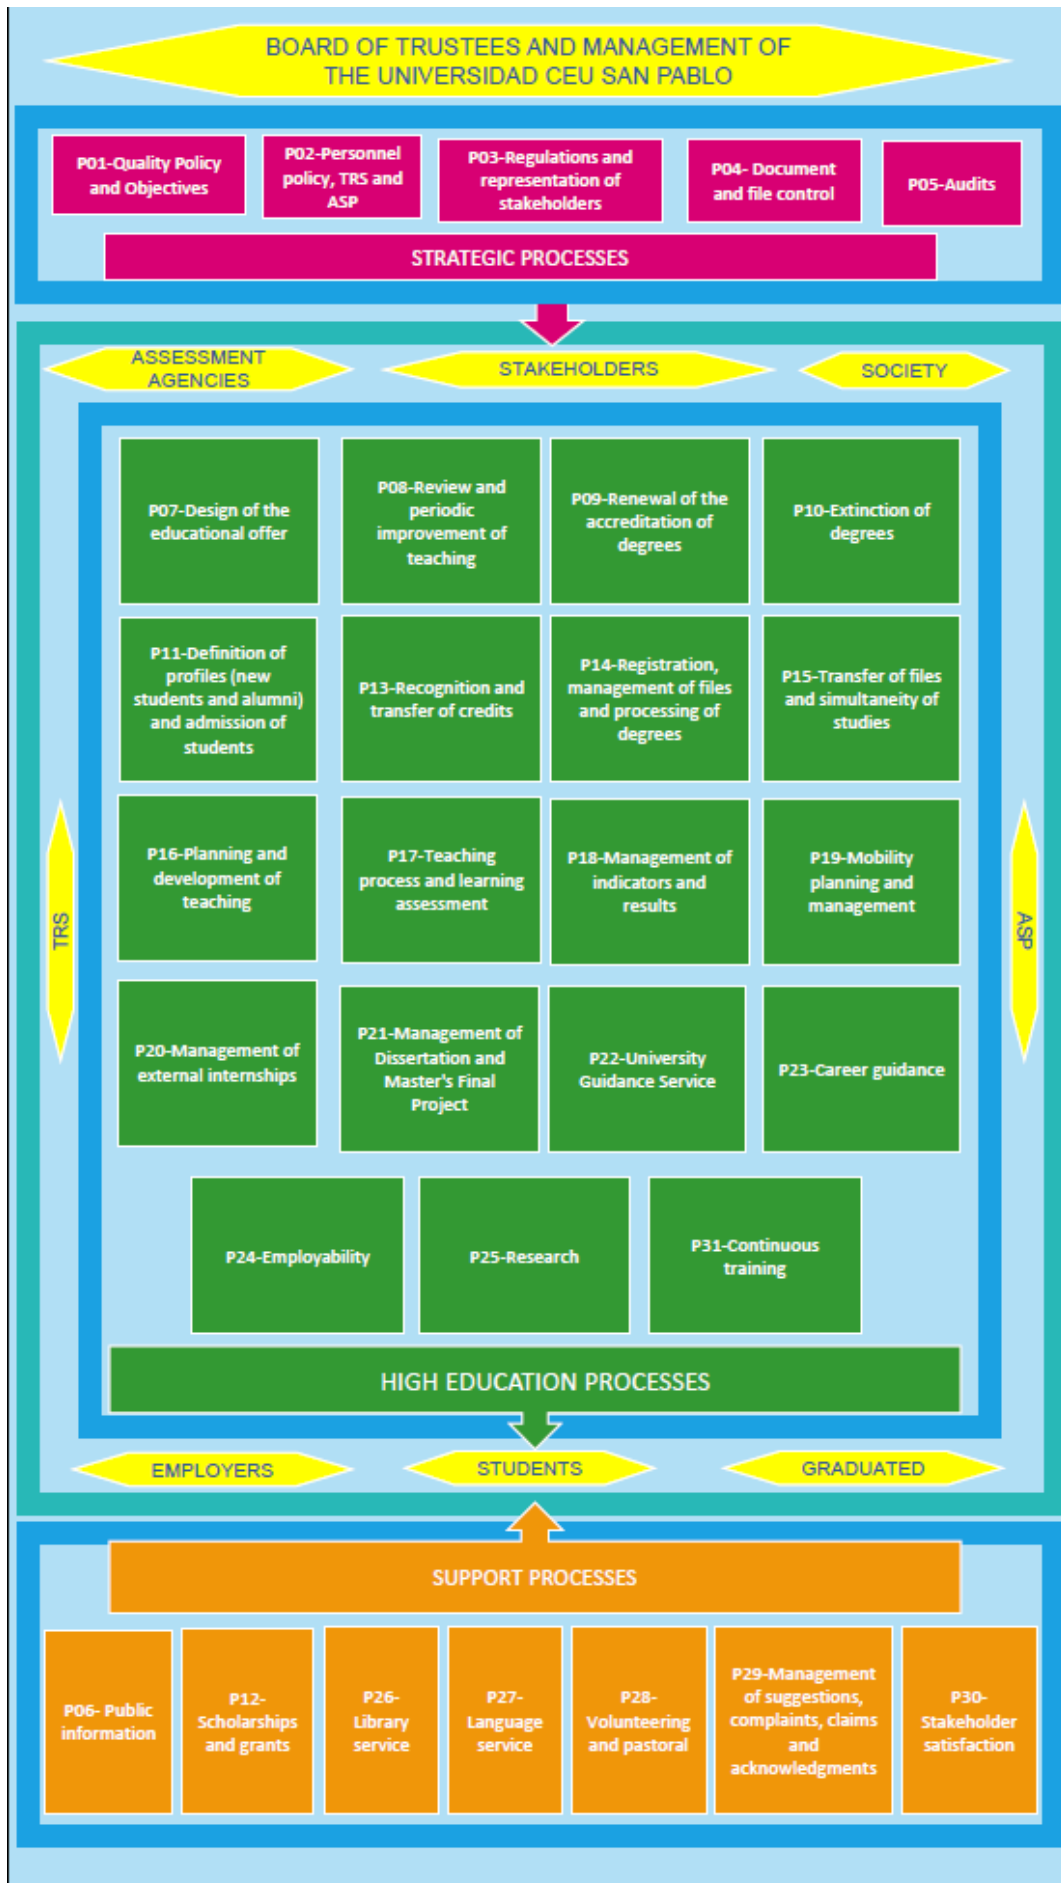 BOARD OF TRUSTEES AND MANAGEMENT OF
THE UNIVERSIDAD CEU SAN PABLO
P01-Quality Policy
and Objectives
P02-Personnel
policy, TRS and
ASP
P03-Regulations and
representation of
stakeholders
P04- Document
and file control
P05-Audits
STRATEGIC PROCESSES
ASSESSMENT
AGENCIES
STAKEHOLDERS
SOCIETY
P07-Design of the
educational offer
P08-Review and
periodic
improvement of
teaching
P09-Renewal of the
accreditation of
degrees
P10-Extinction of
degrees
P11-Definition of
profiles (new
students and alumni)
and admission of
students
P13-Recognition and
transfer of credits
P14-Registration,
management of files
and processing of
degrees
P15-Transfer of files
and simultaneity of
studies
TRS
P16-Planning and
development of
teaching
P17-Teaching
process and learning
assessment
P18-Management of
indicators and
results
P19-Mobility
planning and
management
ASP
P20-Management of
external internships
P21-Management of
Dissertation and
Master's Final
Project
P22-University
Guidance Service
P23-Career guidance
P24-Employability
P25-Research
P31-Continuous
training
HIGH EDUCATION PROCESSES
EMPLOYERS
STUDENTS
GRADUATED
SUPPORT PROCESSES
P06- Public
information
P12-
Scholarships
and grants
P26-
Library
service
P27-
Language
service
P28-
Volunteering
and pastoral
P29-Management
of suggestions,
complaints, claims
and
acknowledgments
P30-
Stakeholder
satisfaction